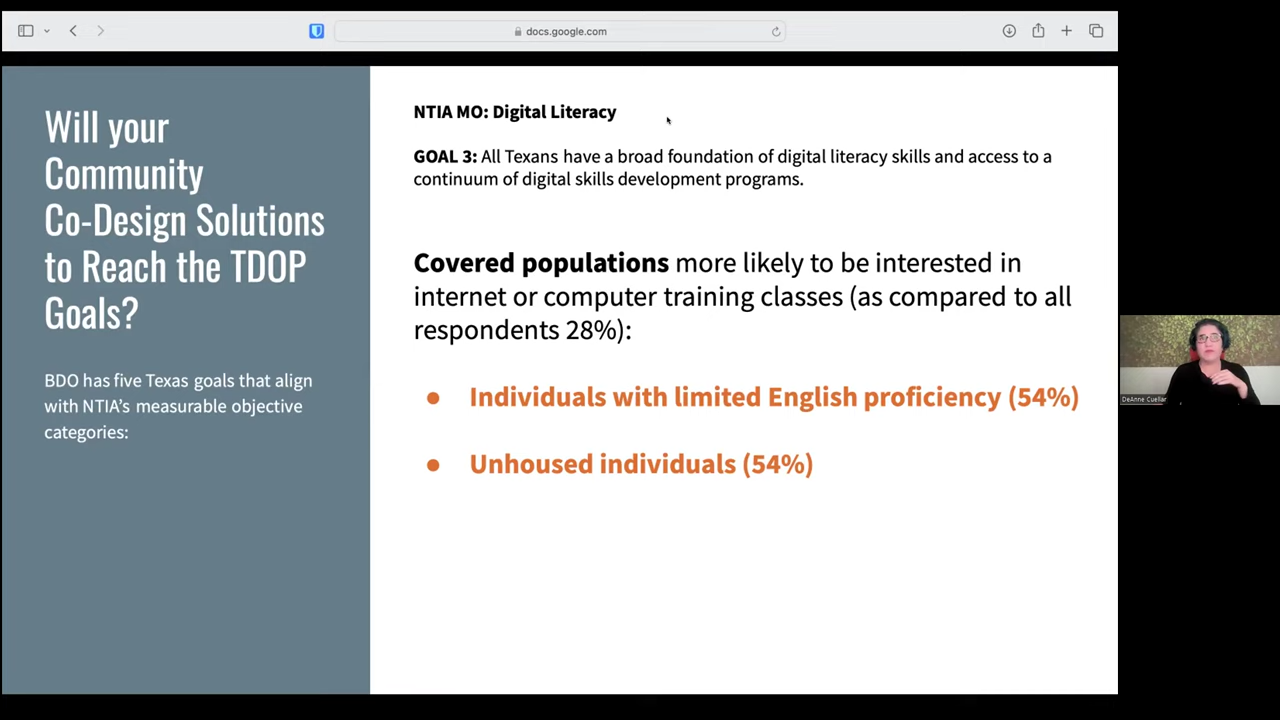 docs.google.com
Will your
Community
Co-Design Solutions
to Reach the TDOP
Goals?
BDO has five Texas goals that align
with NTIA's measurable objective
categories:
NTIA MO: Digital Literacy
GOAL 3: All Texans have a broad foundation of digital literacy skills and access to a
continuum of digital skills development programs.
Covered populations more likely to be interested in
internet or computer training classes (as compared to all
respondents 28%):
● Individuals with limited English proficiency (54%)
● Unhoused individuals (54%)
DeAnne Cuellar